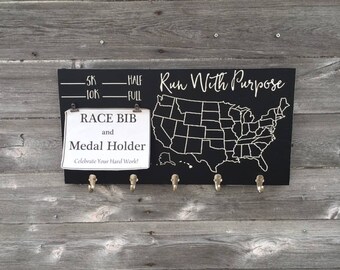 5K HALF
10K FULL
Run With Purpose
RACE BIB
and
Medal Holder
Celebrate Your Hard Work!